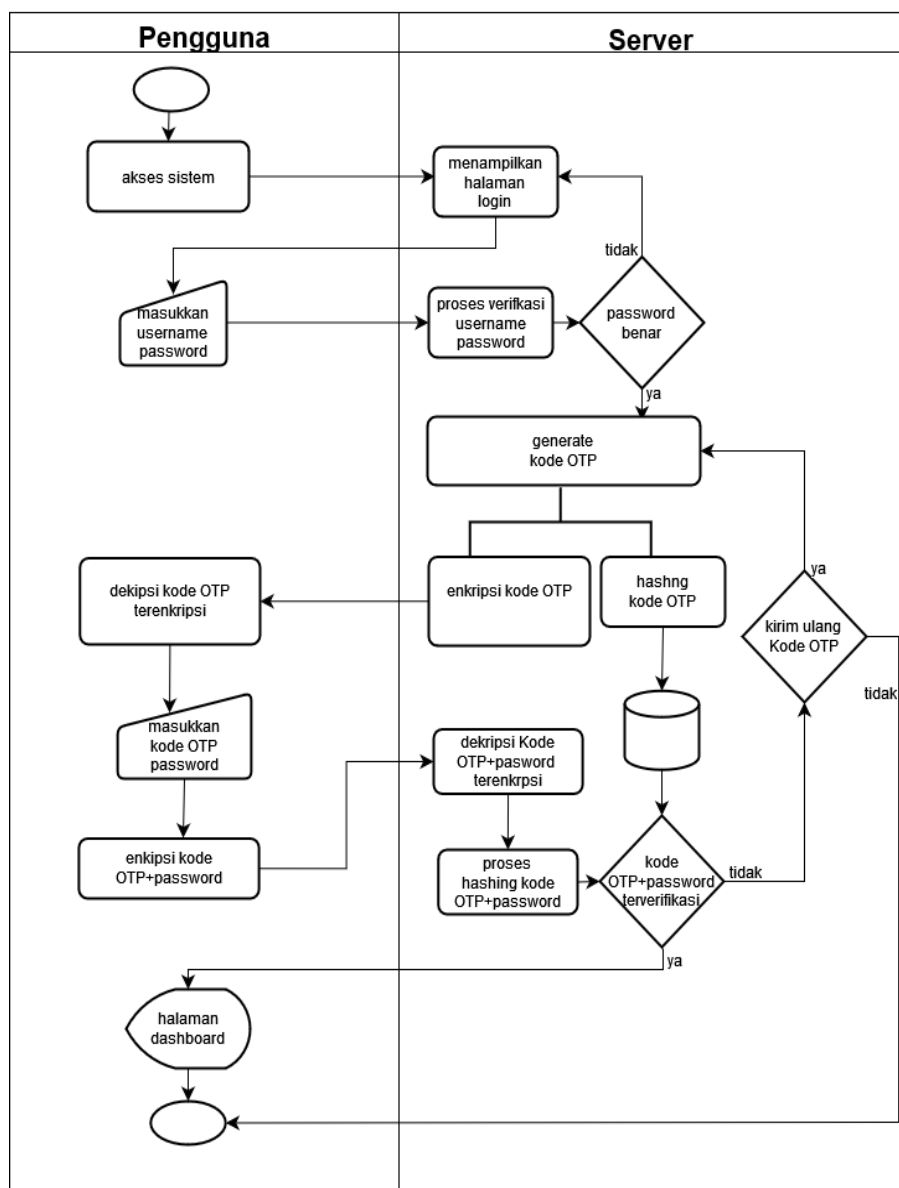 Pengguna
Server
akses sistem
menampilkan
halaman
login
tidak
masukkan
username
password
proses verifkasi
username
password
password
benar
ya
generate
kode OTP
dekipsi kode OTP
terenkripsi
enkripsi kode OTP
hashng
kode OTP
ya
kirim ulang
Kode OTP
tidak
masukkan
kode OTP
password
dekripsi Kode
OTP+pasword
terenkrpsi
enkipsi kode
OTP+password
proses
hashing kode
OTP+password
kode
OTP+password
terverifikasi
tidak
ya
halaman
dashboard